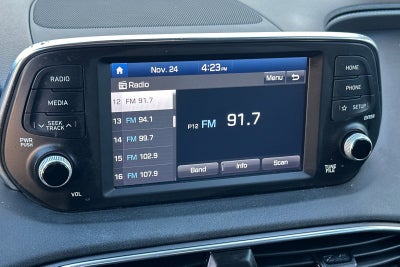 Nov. 24 4:23PM
Radio Menu
12 FM 91.7
13 FM 94.1
14 FM 99.7
15 FM 102.9
16 FM 107.9
P12 FM 91.7
Band Info Scan
RADIO
MEDIA
SEEK
TRACK
PWR
PUSH
VOL
HOME
PHONE
SETUP
ENTER
TUNE
FILE